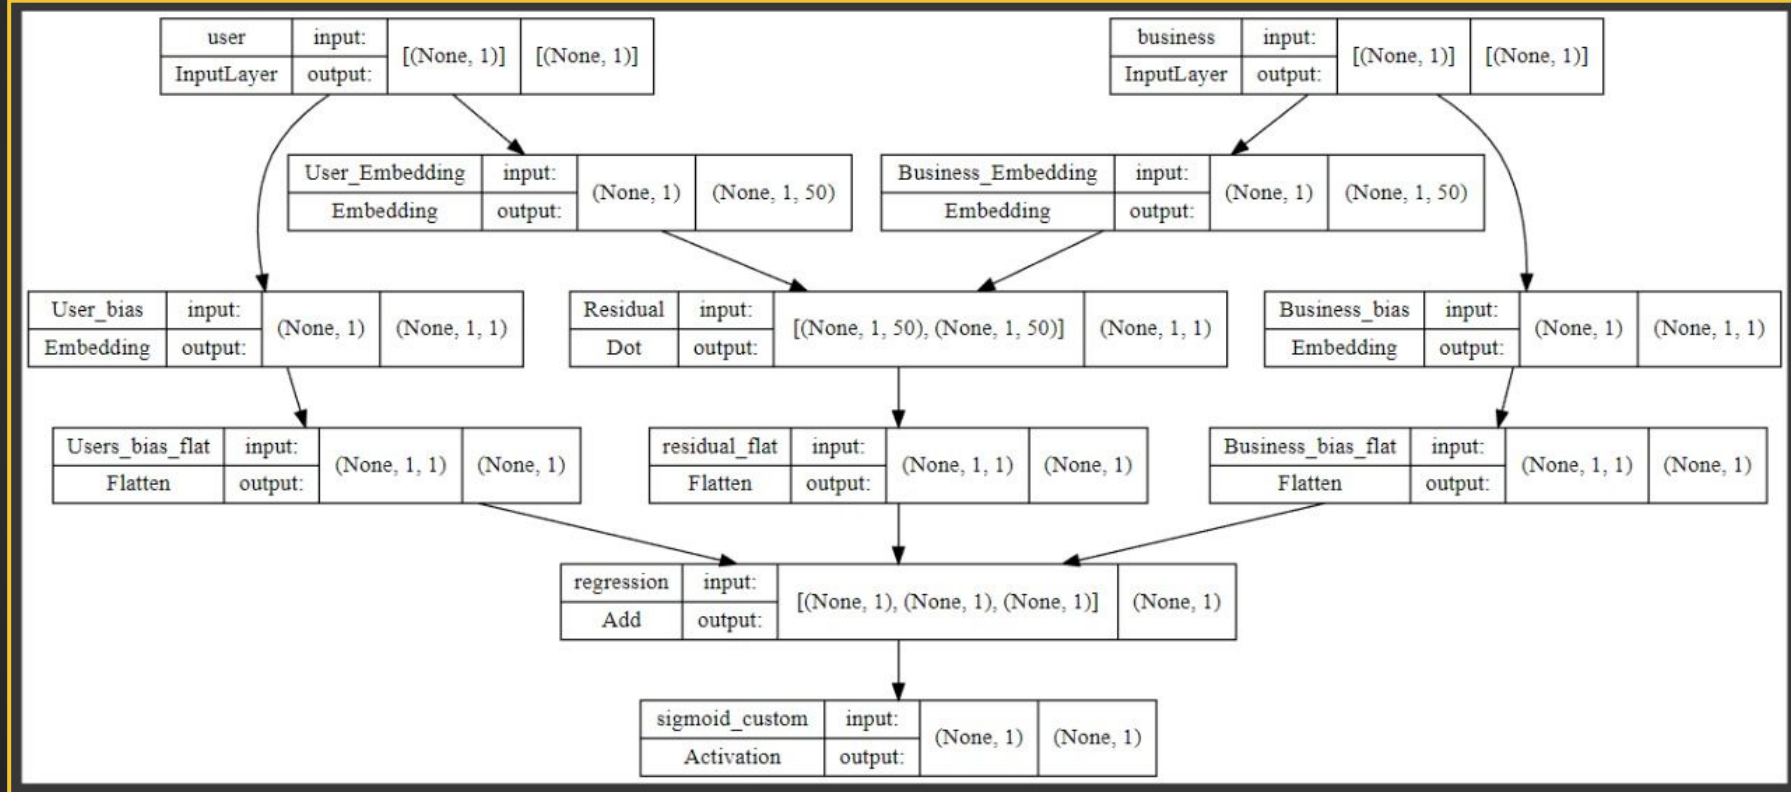 user input: [(None, 1)] [(None, 1)]
InputLayer output:
business input: [(None, 1)] [(None, 1)]
InputLayer output:
User_Embedding input: (None, 1) (None, 1, 50)
Embedding output:
Business_Embedding input: (None, 1) (None, 1, 50)
Embedding output:
User_bias input: (None, 1) (None, 1, 1)
Embedding output:
Residual input: [(None, 1, 50), (None, 1, 50)] (None, 1, 1)
Dot output:
Business_bias input: (None, 1) (None, 1, 1)
Embedding output:
Users_bias_flat input: (None, 1, 1) (None, 1)
Flatten output:
residual_flat input: (None, 1, 1) (None, 1)
Flatten output:
Business_bias_flat input: (None, 1, 1) (None, 1)
Flatten output:
regression input: [(None, 1), (None, 1), (None, 1)] (None, 1)
Add output:
sigmoid_custom input: (None, 1) (None, 1)
Activation output: